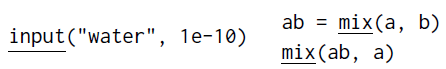 input("water", 1e-10)
ab = mix(a, b)
mix(ab, a)